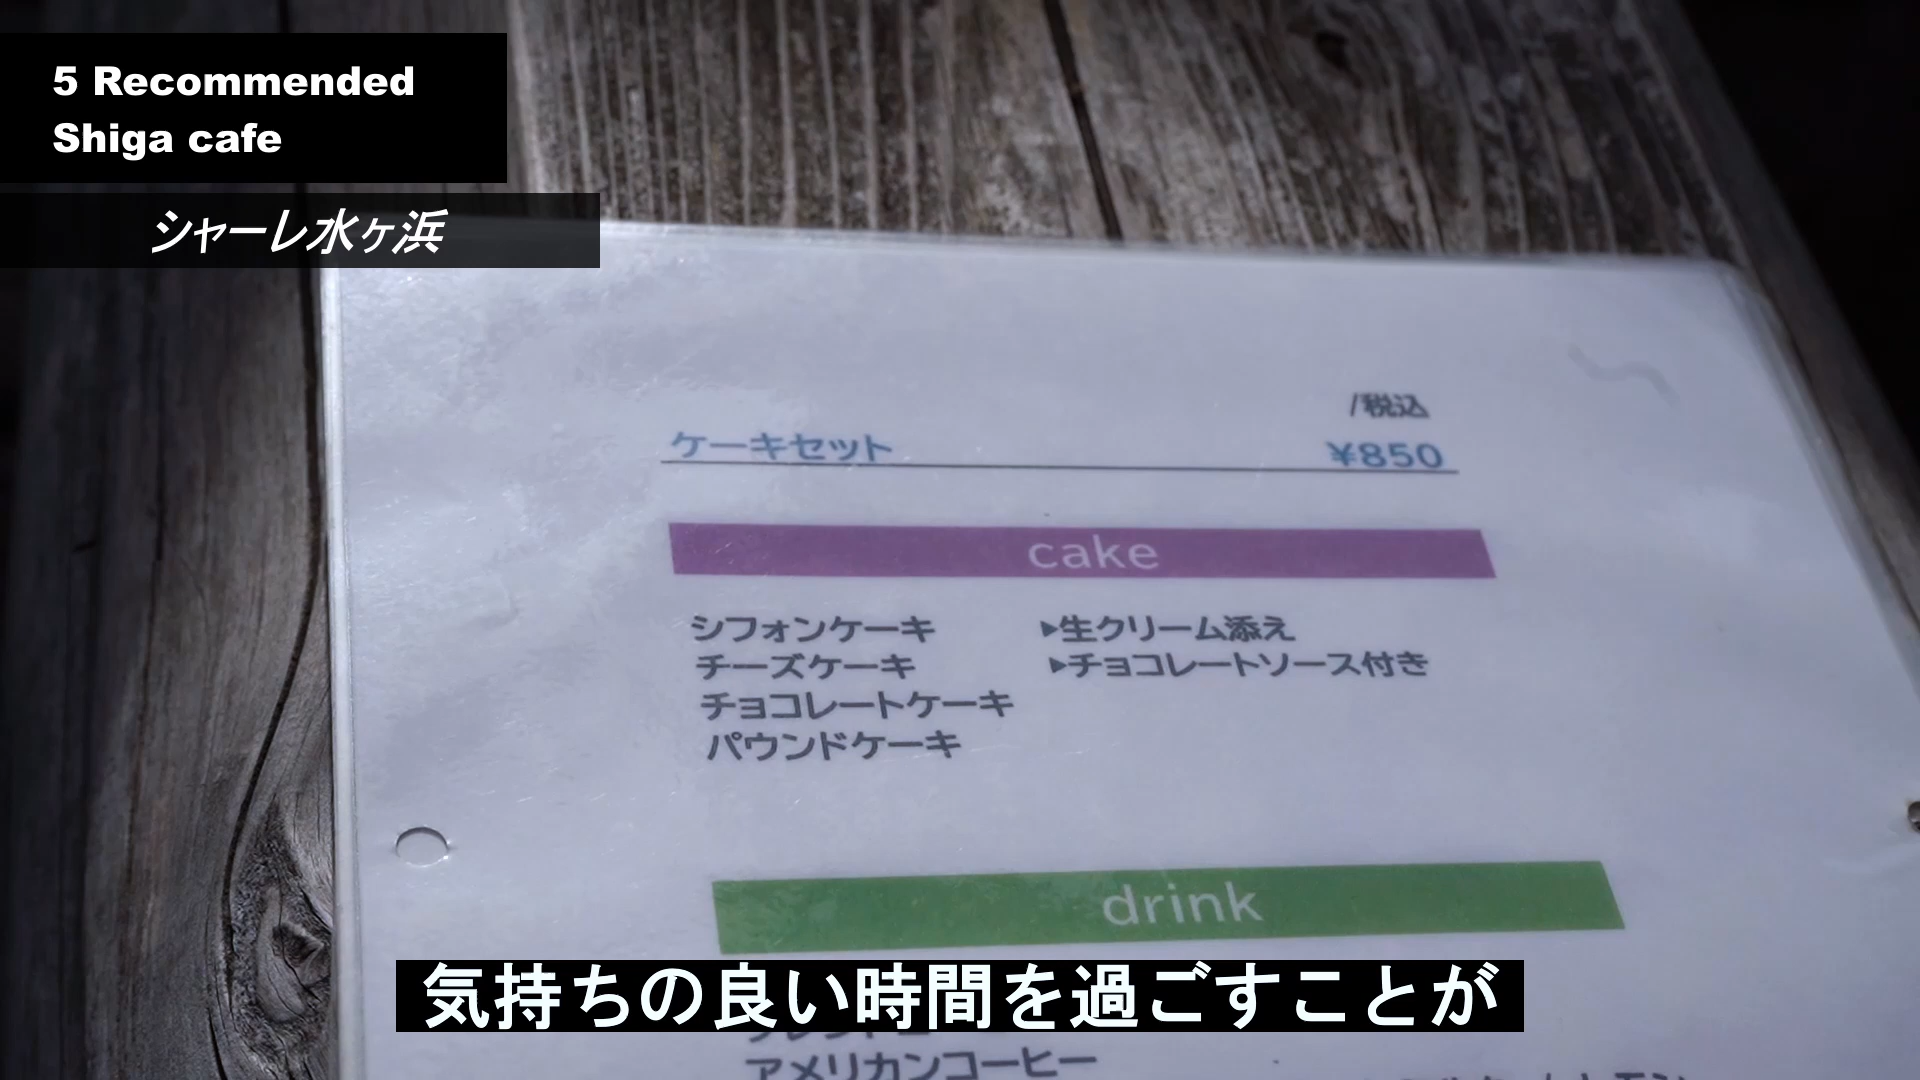 5 Recommended
Shiga cafe
シャーレ水ヶ浜
/税込
ケーキセット ¥850
cake
シフォンケーキ ▶生クリーム添え
チーズケーキ ▶チョコレートソース付き
チョコレートケーキ
パウンドケーキ
drink
気持ちの良い時間を過ごすことが
アメリカンコーヒー